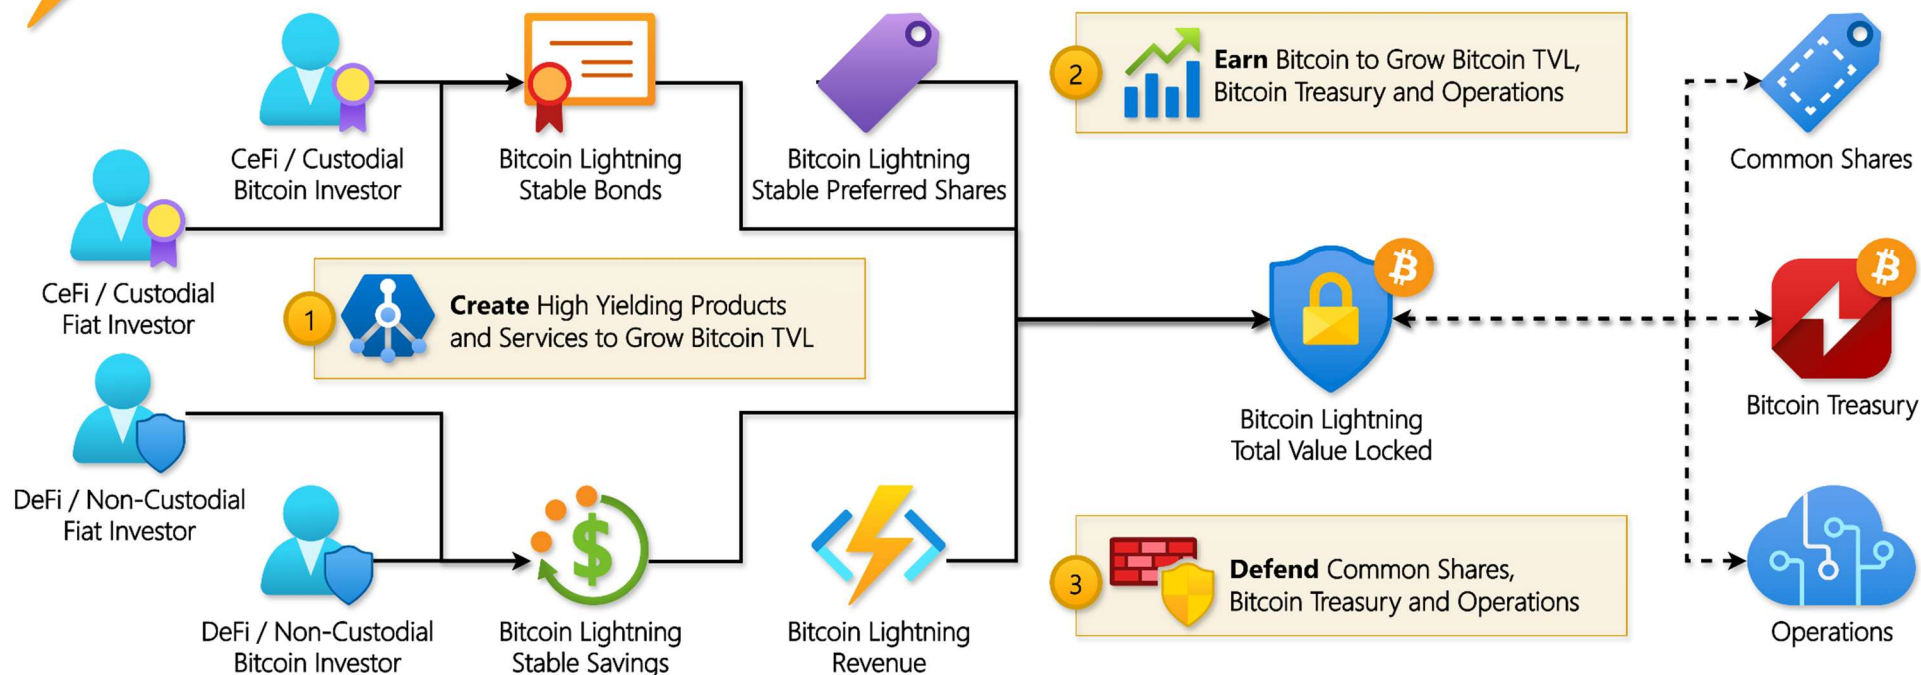 CeFi / Custodial
Bitcoin Investor
Bitcoin Lightning
Stable Bonds
Bitcoin Lightning
Stable Preferred Shares
2
Earn Bitcoin to Grow Bitcoin TVL,
Bitcoin Treasury and Operations
Common Shares
CeFi / Custodial
Fiat Investor
1
Create High Yielding Products
and Services to Grow Bitcoin TVL
Bitcoin Lightning
Total Value Locked
Bitcoin Treasury
DeFi / Non-Custodial
Fiat Investor
DeFi / Non-Custodial
Bitcoin Investor
$
Bitcoin Lightning
Stable Savings
Bitcoin Lightning
Revenue
3
Defend Common Shares,
Bitcoin Treasury and Operations
Operations